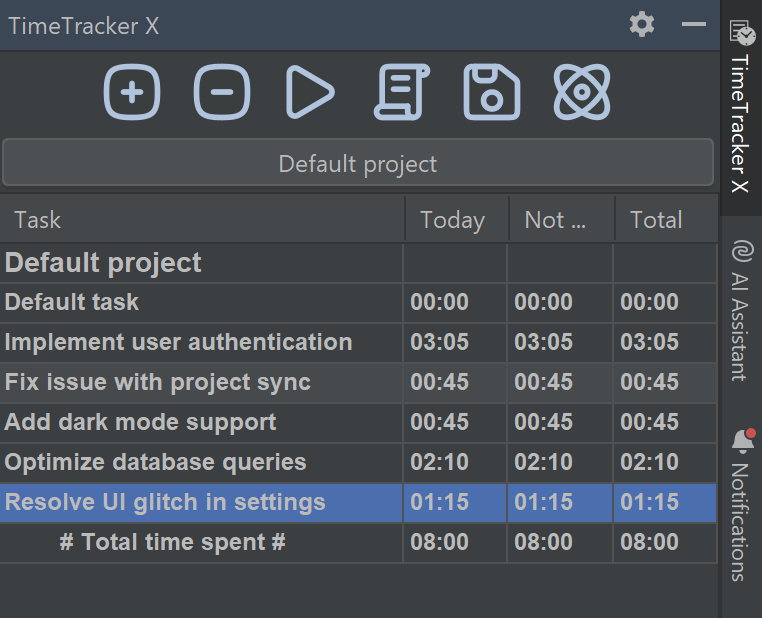 TimeTracker X
Default project
Task Today Not ... Total
Default project
Default task 00:00 00:00 00:00
Implement user authentication 03:05 03:05 03:05
Fix issue with project sync 00:45 00:45 00:45
Add dark mode support 00:45 00:45 00:45
Optimize database queries 02:10 02:10 02:10
Resolve UI glitch in settings 01:15 01:15 01:15
# Total time spent # 08:00 08:00 08:00
TimeTracker X
AI Assistant
Notifications